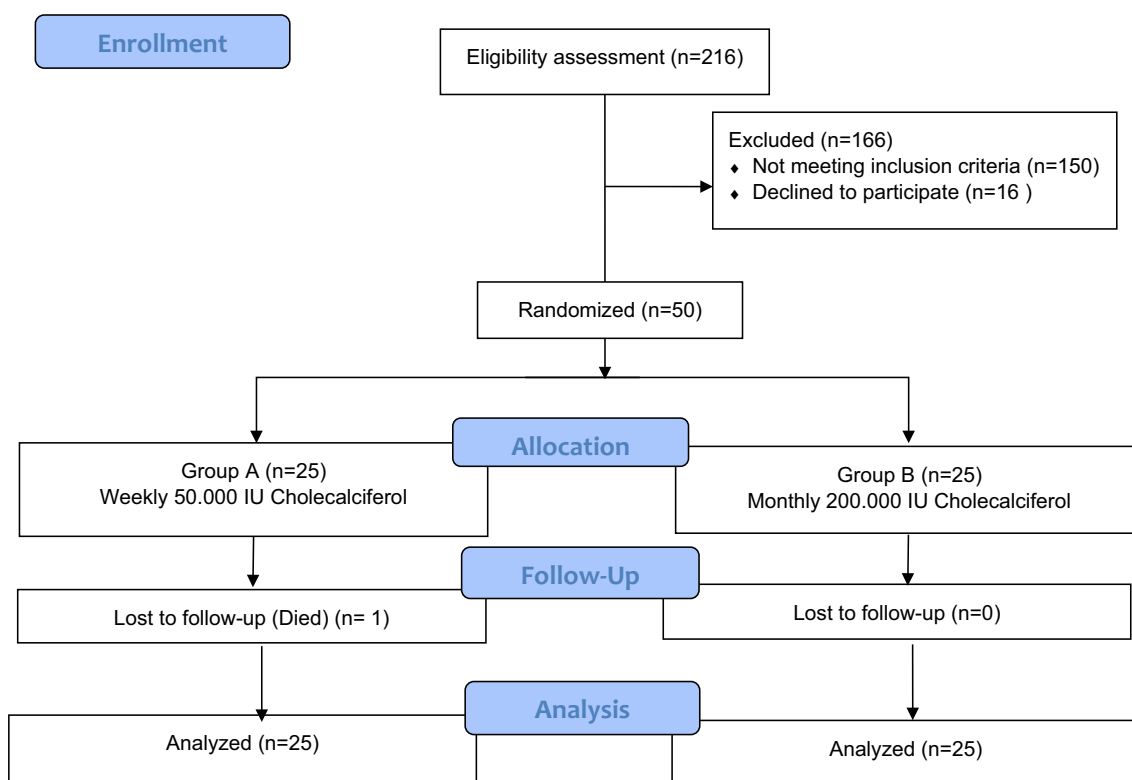 Enrollment
Eligibility assessment (n=216)
Excluded (n=166)
♦ Not meeting inclusion criteria (n=150)
♦ Declined to participate (n=16 )
Randomized (n=50)
Allocation
Group A (n=25)
Weekly 50.000 IU Cholecalciferol
Group B (n=25)
Monthly 200.000 IU Cholecalciferol
Follow-Up
Lost to follow-up (Died) (n= 1)
Lost to follow-up (n=0)
Analysis
Analyzed (n=25)
Analyzed (n=25)